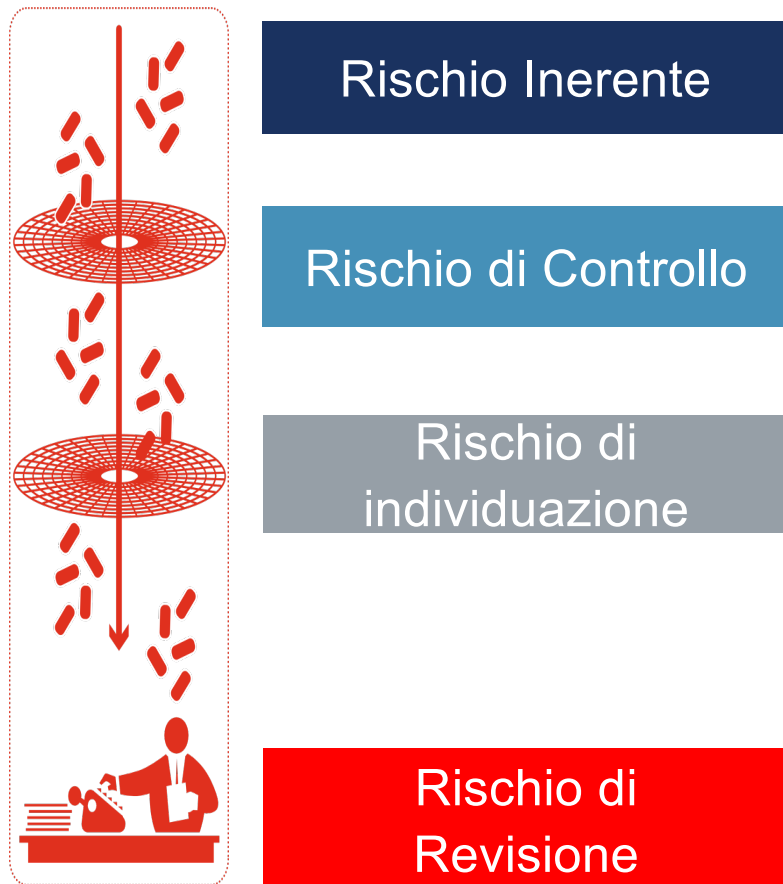 Rischio Inerente
Rischio di Controllo
Rischio di
individuazione
Rischio di
Revisione